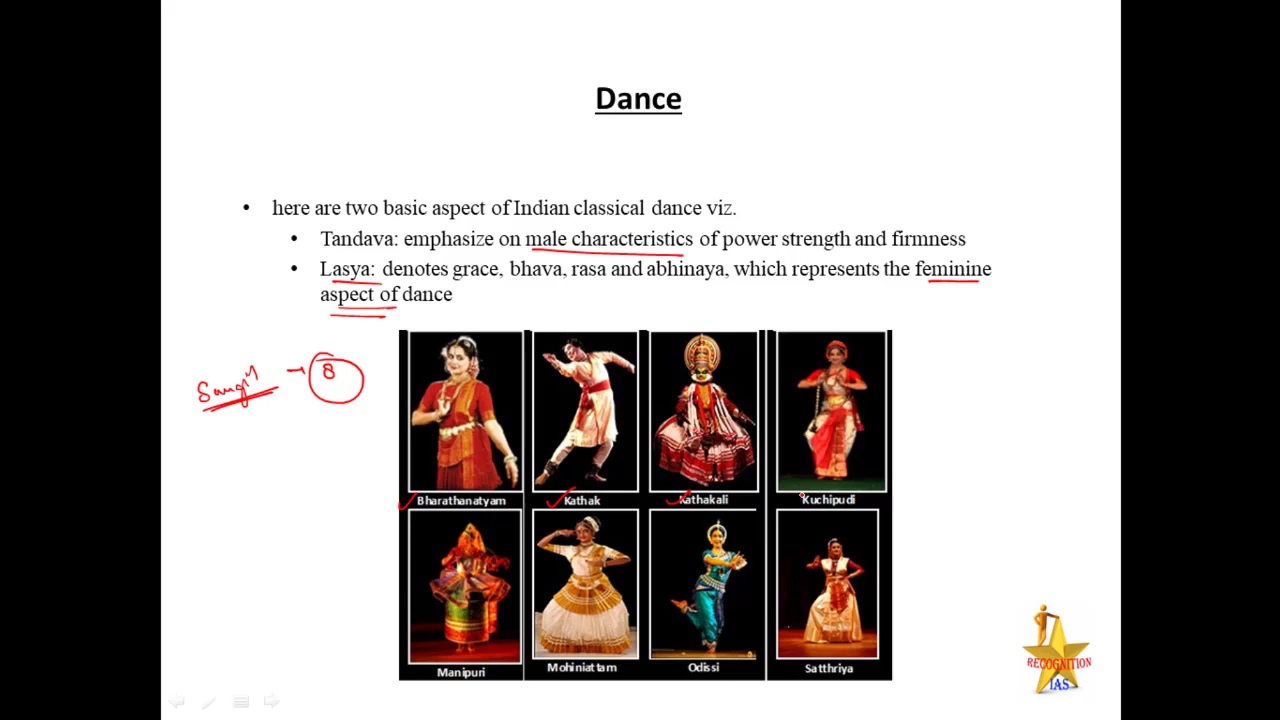 Dance
• here are two basic aspect of Indian classical dance viz.
• Tandava: emphasize on male characteristics of power strength and firmness
• Lasya: denotes grace, bhava, rasa and abhinaya, which represents the feminine
aspect of dance
8
Bharathanatyam
Kathak
Kathakali
Kuchipudi
Manipuri
Mohiniattam
Odissi
Satthriya
RECOGNITION
IAS